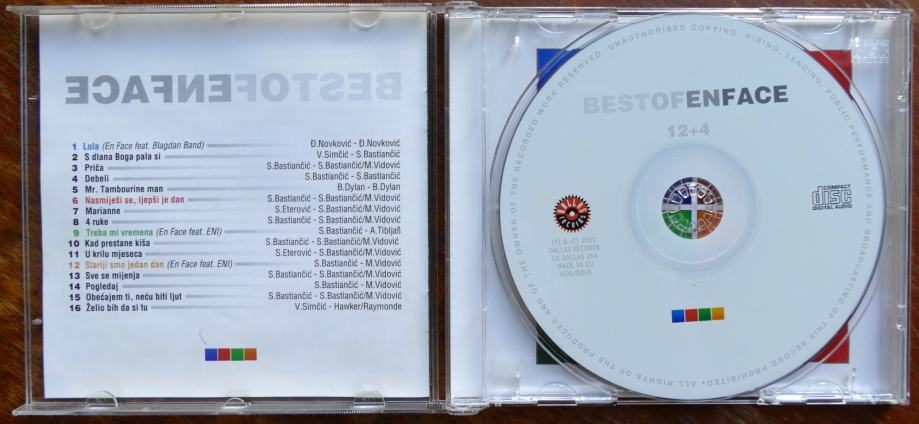 BESTOFENFACE
1 Lola (En Face feat. Blagdan Band) Đ.Novković - Đ.Novković
2 S dlana Boga pala si V.Simčić - S.Bastiančić
3 Priča S.Bastiančić - S.Bastiančić/M.Vidović
4 Debeli S.Bastiančić - S.Bastiančić
5 Mr. Tambourine man B.Dylan - B.Dylan
6 Nasmiješi se, ljepši je dan S.Bastiančić - S.Bastiančić/M.Vidović
7 Marianne S.Eterović - S.Bastiančić/M.Vidović
8 4 ruke S.Bastiančić - S.Bastiančić/M.Vidović
9 Treba mi vremena (En Face feat. ENI) S.Bastiančić - A.Tibljaš
10 Kad prestane kiša S.Bastiančić - S.Bastiančić/M.Vidović
11 U krilu mjeseca S.Eterović - S.Bastiančić/M.Vidović
12 Stariji smo jedan dan (En Face feat. ENI) S.Bastiančić - M.Vidović
13 Sve se mijenja S.Bastiančić - S.Bastiančić/M.Vidović
14 Pogledaj S.Bastiančić - M.Vidović
15 Obećajem ti, neću biti ljut S.Bastiančić - S.Bastiančić/M.Vidović
16 Želio bih da si tu V.Simčić - Hawker/Raymonde
BESTOFENFACE
12+4
(P) & (C) 2001
DALLAS RECORDS
CD DALLAS 204
MADE IN EU
HDS/BIEM
COMPACT
disc
DIGITAL AUDIO
ALL RIGHTS OF THE PRODUCER AND OF THE OWNER OF THE RECORDED WORK RESERVED. UNAUTHORISED COPYING, HIRING, LENDING, PUBLIC PERFORMANCE AND BROADCASTING OF THIS RECORD PROHIBITED•